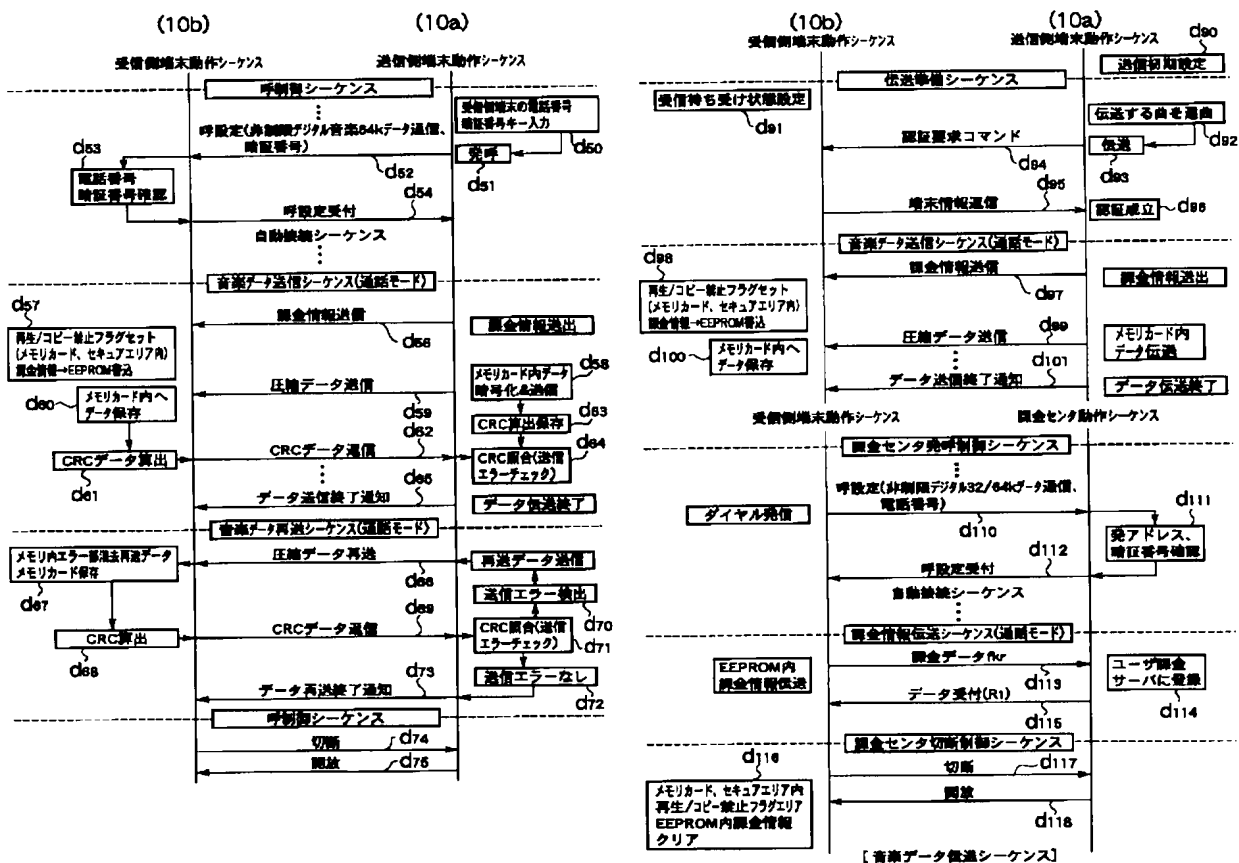 (10b)
(10a)
受信側端末動作シーケンス
送信側端末動作シーケンス
呼制御シーケンス
受信側端末の電話番号
暗証番号キー入力
d50
呼設定(非制限デジタル音楽64kデータ通信、
暗証番号)
d52
発呼
d51
d53
電話番号
暗証番号確認
d54
呼設定受付
自動接続シーケンス
音楽データ送信シーケンス(通話モード)
d57
再生/コピー禁止フラグセット
(メモリカード、セキュアエリア内)
課金情報→EEPROM書込
課金情報送信
d56
課金情報送出
メモリカード内データ
暗号化&送信
d58
圧縮データ送信
d59
d60
メモリカード内へ
データ保存
CRC算出保存
d63
d62
CRCデータ算出
d61
CRCデータ返信
CRC照合(送信
エラーチェック)
d64
d65
データ送信終了通知
データ伝送終了
音楽データ再送シーケンス(通話モード)
メモリ内エラー部消去再送データ
メモリカード保存
d67
圧縮データ再送
d66
再送データ送信
送信エラー検出
d70
d69
CRC算出
d68
CRCデータ返信
CRC照合(送信
エラーチェック)
d71
d73
データ再送終了通知
送信エラーなし
d72
呼制御シーケンス
切断
d74
開放
d75
(10b)
(10a)
受信側端末動作シーケンス
送信側端末動作シーケンス
d90
送信初期設定
伝送準備シーケンス
受信待ち受け状態設定
d91
伝送する曲を選曲
d92
認証要求コマンド
d94
伝送
d93
d95
端末情報返信
認証成立
d96
音楽データ送信シーケンス(通話モード)
d98
再生/コピー禁止フラグセット
(メモリカード、セキュアエリア内)
課金情報→EEPROM書込
課金情報送信
d97
課金情報送出
d99
圧縮データ送信
メモリカード内
データ伝送
d100
メモリカード内へ
データ保存
d101
データ送信終了通知
データ伝送終了
受信側端末動作シーケンス
課金センタ動作シーケンス
課金センタ発呼制御シーケンス
呼設定(非制限デジタル32/64kデータ通信、
電話番号)
ダイヤル発信
d110
d111
発アドレス、
暗証番号確認
d112
呼設定受付
自動接続シーケンス
課金情報伝送シーケンス(通話モード)
EEPROM内
課金情報伝送
課金データfkr
d113
ユーザ課金
サーバに登録
d114
データ受付(R1)
d115
課金センタ切断制御シーケンス
d116
メモリカード、セキュアエリア内
再生/コピー禁止フラグエリア
EEPROM内課金情報
クリア
切断
d117
開放
d118
[音楽データ伝送シーケンス]